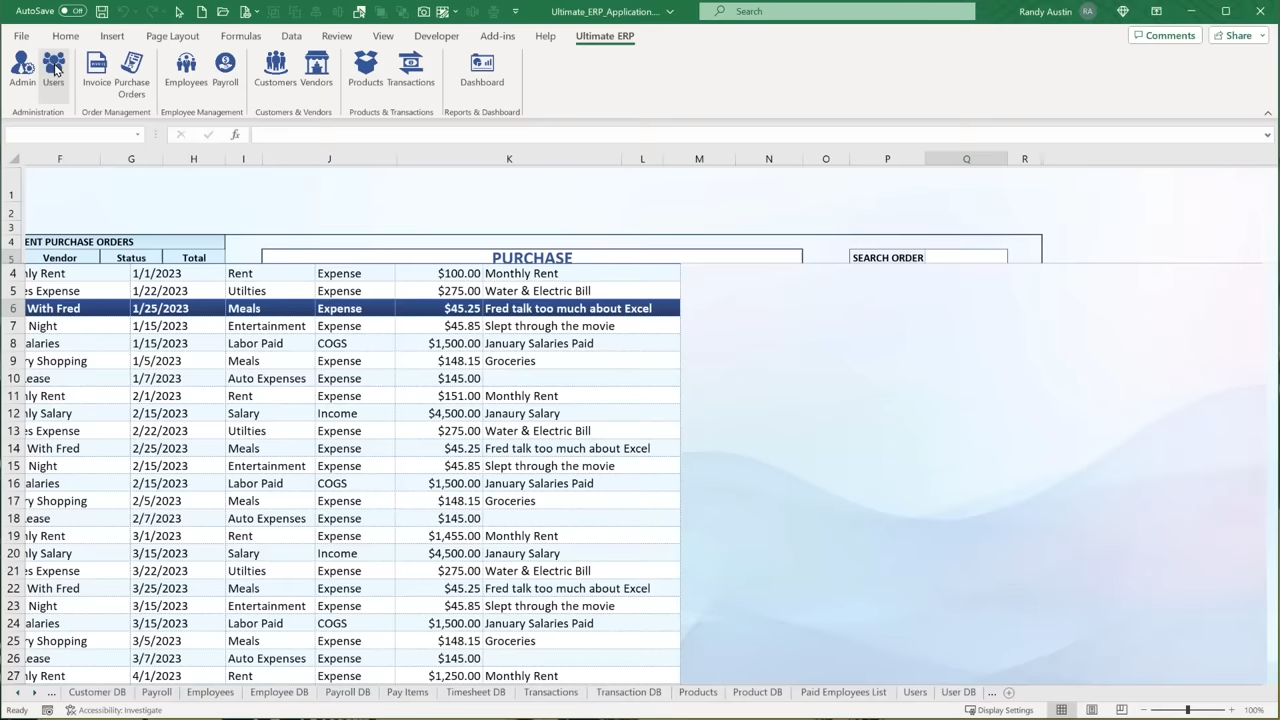 AutoSave Off Ultimate_ERP_Application.... Search Randy Austin RA
File Home Insert Page Layout Formulas Data Review View Developer Add-ins Help Ultimate ERP Comments Share
Admin Users Invoice Purchase Orders Employees Payroll Customers Vendors Products Transactions Dashboard
Administration Order Management Employee Management Customers & Vendors Products & Transactions Reports & Dashboard
fx
F G H I J K L M N O P Q R
1
2
3
4 ENT PURCHASE ORDERS
5 Vendor Status Total PURCHASE SEARCH ORDER
4 nly Rent 1/1/2023 Rent Expense $100.00 Monthly Rent
5 es Expense 1/22/2023 Utilties Expense $275.00 Water & Electric Bill
6 With Fred 1/25/2023 Meals Expense $45.25 Fred talk too much about Excel
7 Night 1/15/2023 Entertainment Expense $45.85 Slept through the movie
8 alaries 1/15/2023 Labor Paid COGS $1,500.00 January Salaries Paid
9 ry Shopping 1/5/2023 Meals Expense $148.15 Groceries
10 ease 1/7/2023 Auto Expenses Expense $145.00
11 nly Rent 2/1/2023 Rent Expense $151.00 Monthly Rent
12 nly Salary 2/15/2023 Salary Income $4,500.00 Janaury Salary
13 es Expense 2/22/2023 Utilties Expense $275.00 Water & Electric Bill
14 With Fred 2/25/2023 Meals Expense $45.25 Fred talk too much about Excel
15 Night 2/15/2023 Entertainment Expense $45.85 Slept through the movie
16 alaries 2/15/2023 Labor Paid COGS $1,500.00 January Salaries Paid
17 ry Shopping 2/5/2023 Meals Expense $148.15 Groceries
18 ease 2/7/2023 Auto Expenses Expense $145.00
19 nly Rent 3/1/2023 Rent Expense $1,455.00 Monthly Rent
20 nly Salary 3/15/2023 Salary Income $4,500.00 Janaury Salary
21 es Expense 3/22/2023 Utilties Expense $275.00 Water & Electric Bill
22 With Fred 3/25/2023 Meals Expense $45.25 Fred talk too much about Excel
23 Night 3/15/2023 Entertainment Expense $45.85 Slept through the movie
24 alaries 3/15/2023 Labor Paid COGS $1,500.00 January Salaries Paid
25 ry Shopping 3/5/2023 Meals Expense $148.15 Groceries
26 ease 3/7/2023 Auto Expenses Expense $145.00
27 nly Rent 4/1/2023 Rent Expense $1,250.00 Monthly Rent
... Customer DB Payroll Employees Employee DB Payroll DB Pay Items Timesheet DB Transactions Transaction DB Products Product DB Paid Employees List Users User DB ...
Ready Accessibility: Investigate Display Settings 100%